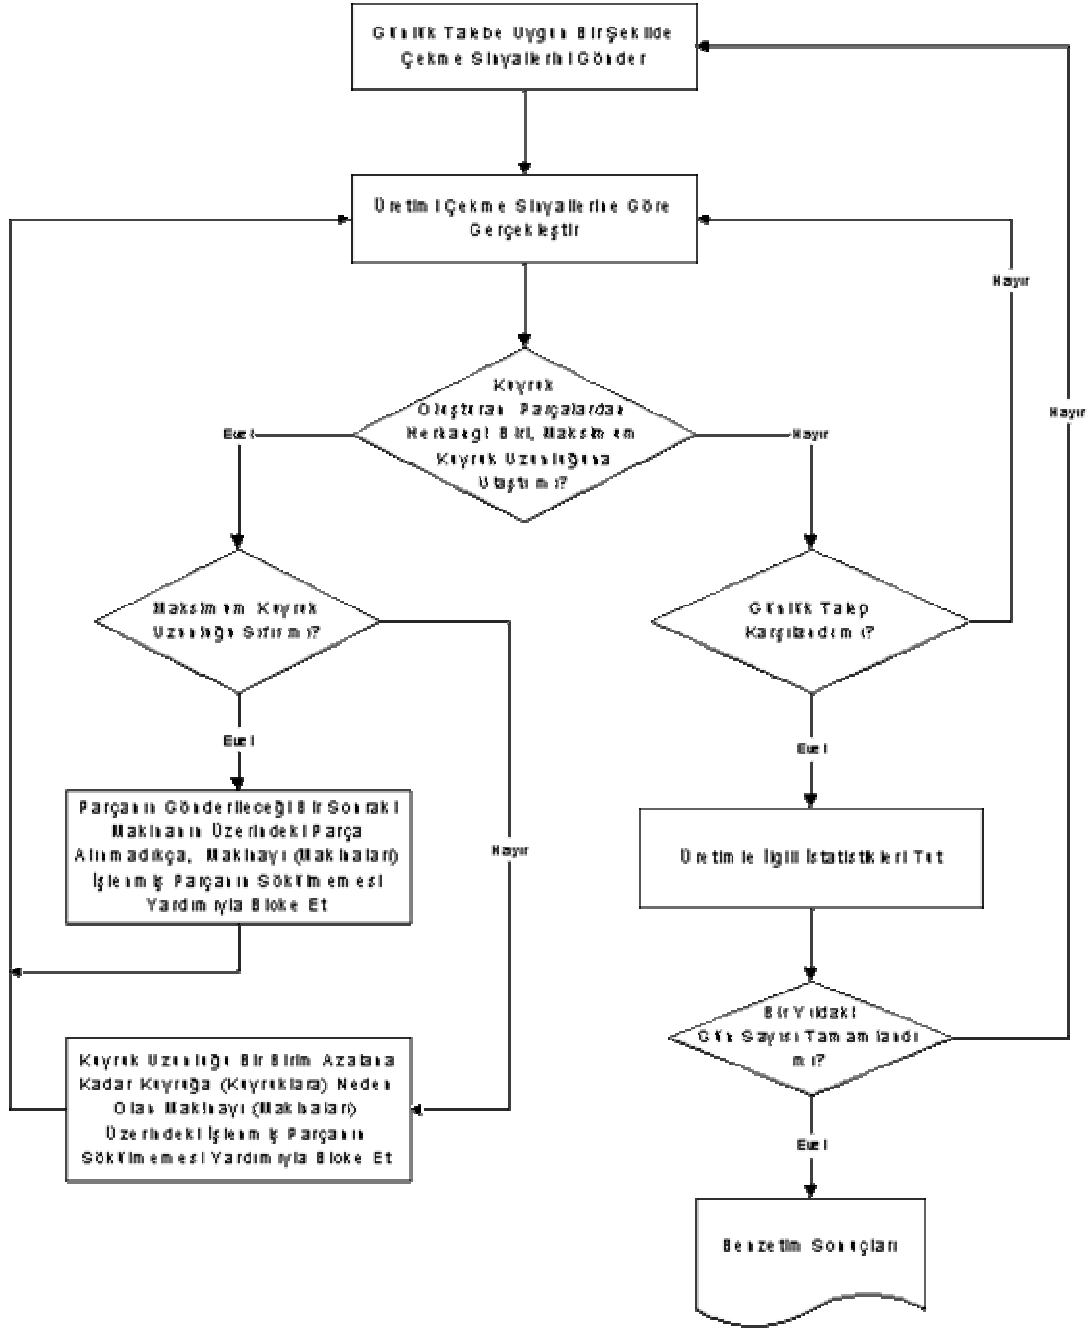 Günlük Talebe Uygun Bir Şekilde
Çekme Sinyallerini Gönder
Üretimi Çekme Sinyallerine Göre
Gerçekleştir
Hayır
Kuyruk
Oluşturan Parçalardan
Herhangi Biri, Maksimum
Kuyruk Uzunluğuna
Ulaştı mı?
Evet
Hayır
Hayır
Maksimum Kuyruk
Uzunluğu Sıfır mı?
Günlük Talep
Karşılandı mı?
Evet
Evet
Parçanın Gönderileceği Bir Sonraki
Makinanın Üzerindeki Parça
Alınmadıkça, Makinayı (Makinaları)
İşlenmiş Parçanın Sökülmemesi
Yardımıyla Bloke Et
Hayır
Üretimle İlgili İstatistikleri Tut
Bir Yıldaki
Gün Sayısı Tamamlandı
mı?
Kuyruk Uzunluğu Bir Birim Azalana
Kadar Kuyruğa (Kuyruklara) Neden
Olan Makinayı (Makinaları)
Üzerindeki İşlenmiş Parçanın
Sökülmemesi Yardımıyla Bloke Et
Evet
Benzetim Sonuçları